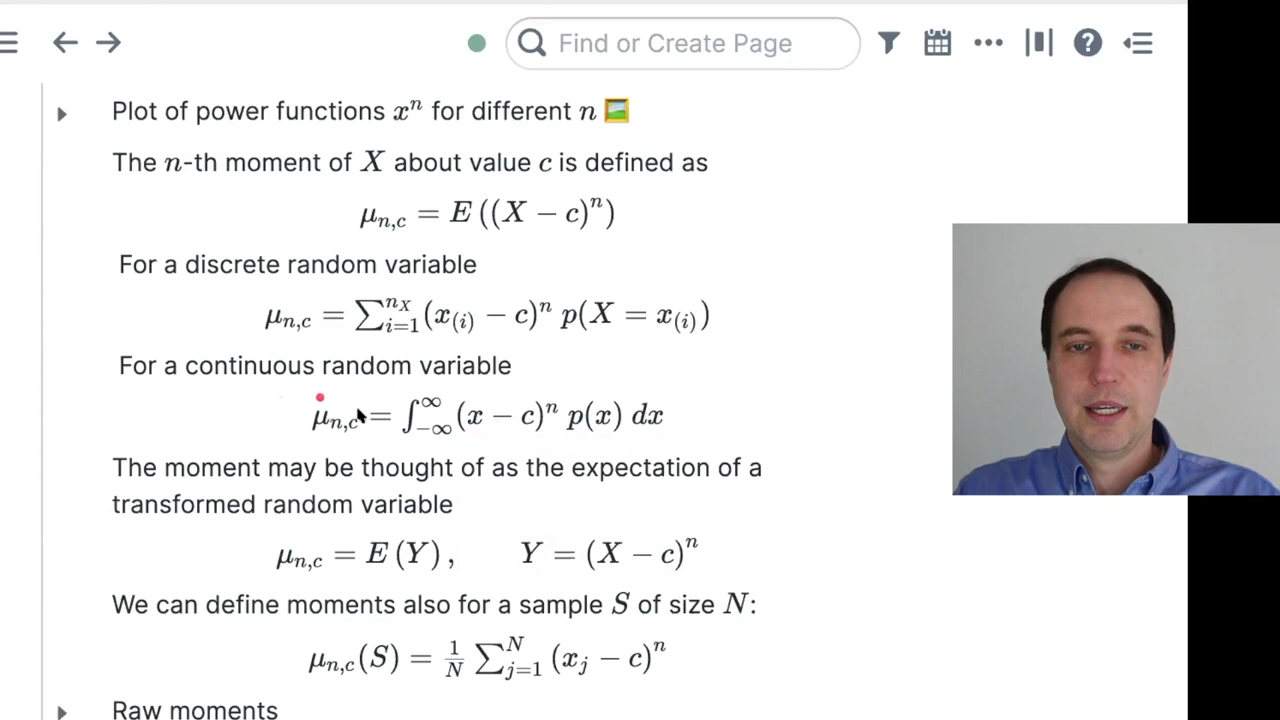 Find or Create Page
Plot of power functions xⁿ for different n
The n-th moment of X about value c is defined as
μ_{n,c} = E ((X − c)ⁿ)
For a discrete random variable
μ_{n,c} = ∑_{i=1}^{n_X} (x_{(i)} − c)ⁿ p(X = x_{(i)})
For a continuous random variable
μ_{n,c} = ∫_{−∞}^{∞} (x − c)ⁿ p(x) dx
The moment may be thought of as the expectation of a
transformed random variable
μ_{n,c} = E (Y) , Y = (X − c)ⁿ
We can define moments also for a sample S of size N:
μ_{n,c}(S) = 1/N ∑_{j=1}^{N} (x_j − c)ⁿ
Raw moments